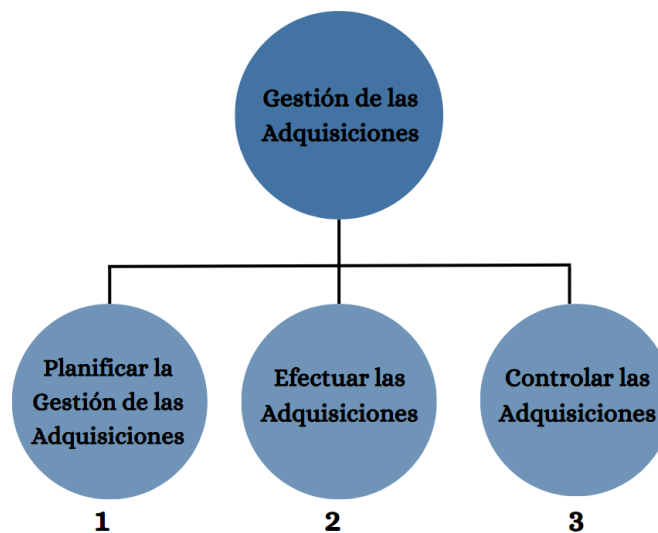 Gestión de las
Adquisiciones
Planificar la
Gestión de las
Adquisiciones
Efectuar las
Adquisiciones
Controlar las
Adquisiciones
1
2
3